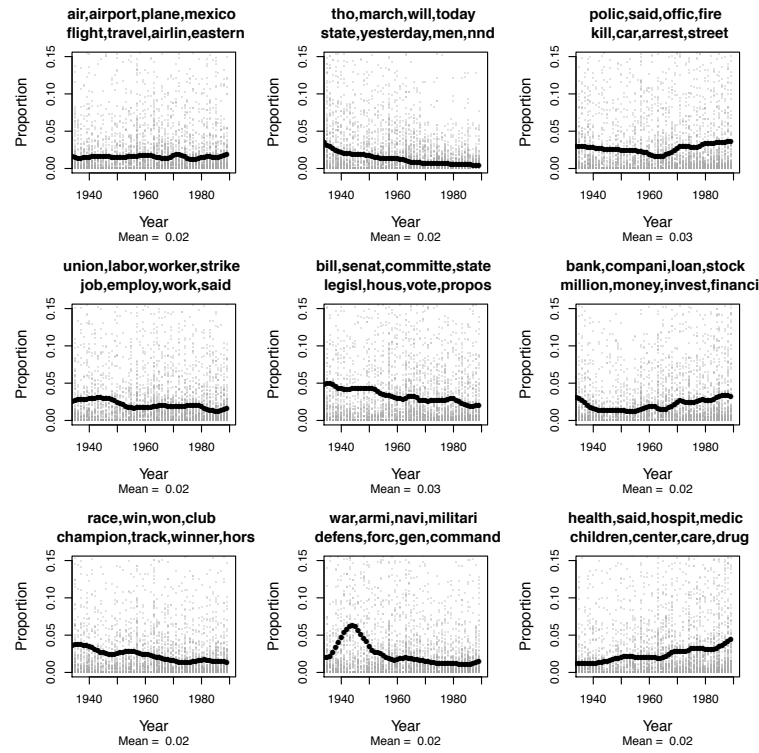 air,airport,plane,mexico
flight,travel,airlin,eastern
Proportion
0.00 0.05 0.10 0.15
1940 1960 1980
Year
Mean = 0.02
tho,march,will,today
state,yesterday,men,nnd
Proportion
0.00 0.05 0.10 0.15
1940 1960 1980
Year
Mean = 0.02
polic,said,offic,fire
kill,car,arrest,street
Proportion
0.00 0.05 0.10 0.15
1940 1960 1980
Year
Mean = 0.03
union,labor,worker,strike
job,employ,work,said
Proportion
0.00 0.05 0.10 0.15
1940 1960 1980
Year
Mean = 0.02
bill,senat,committe,state
legisl,hous,vote,propos
Proportion
0.00 0.05 0.10 0.15
1940 1960 1980
Year
Mean = 0.03
bank,compani,loan,stock
million,money,invest,financi
Proportion
0.00 0.05 0.10 0.15
1940 1960 1980
Year
Mean = 0.02
race,win,won,club
champion,track,winner,hors
Proportion
0.00 0.05 0.10 0.15
1940 1960 1980
Year
Mean = 0.02
war,armi,navi,militari
defens,forc,gen,command
Proportion
0.00 0.05 0.10 0.15
1940 1960 1980
Year
Mean = 0.02
health,said,hospit,medic
children,center,care,drug
Proportion
0.00 0.05 0.10 0.15
1940 1960 1980
Year
Mean = 0.02